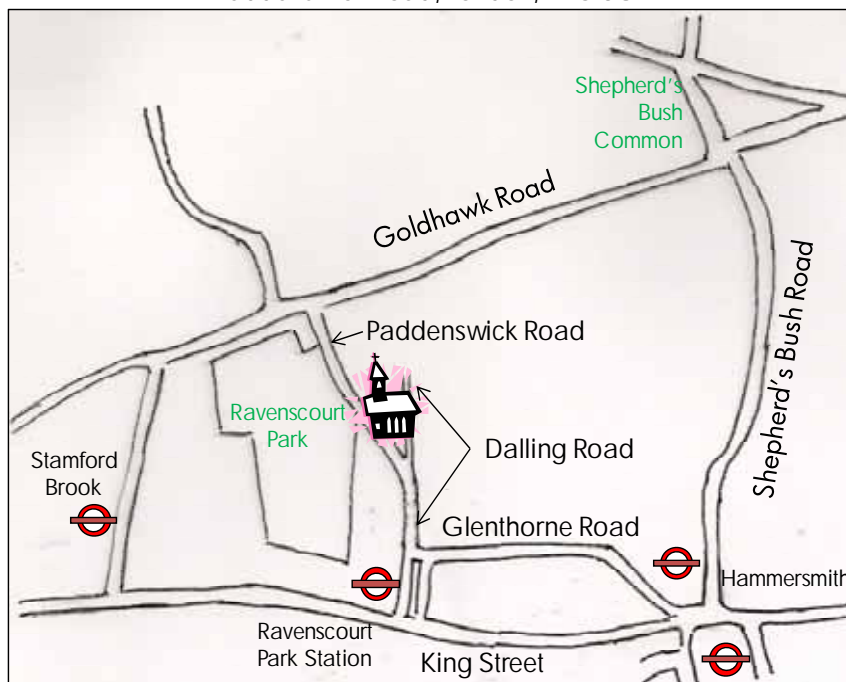 Shepherd's
Bush
Common
Goldhawk Road
Shepherd's Bush Road
Paddenswick Road
Ravenscourt
Park
Dalling Road
Stamford
Brook
Glenthorne Road
Hammersmith
Ravenscourt
Park Station
King Street